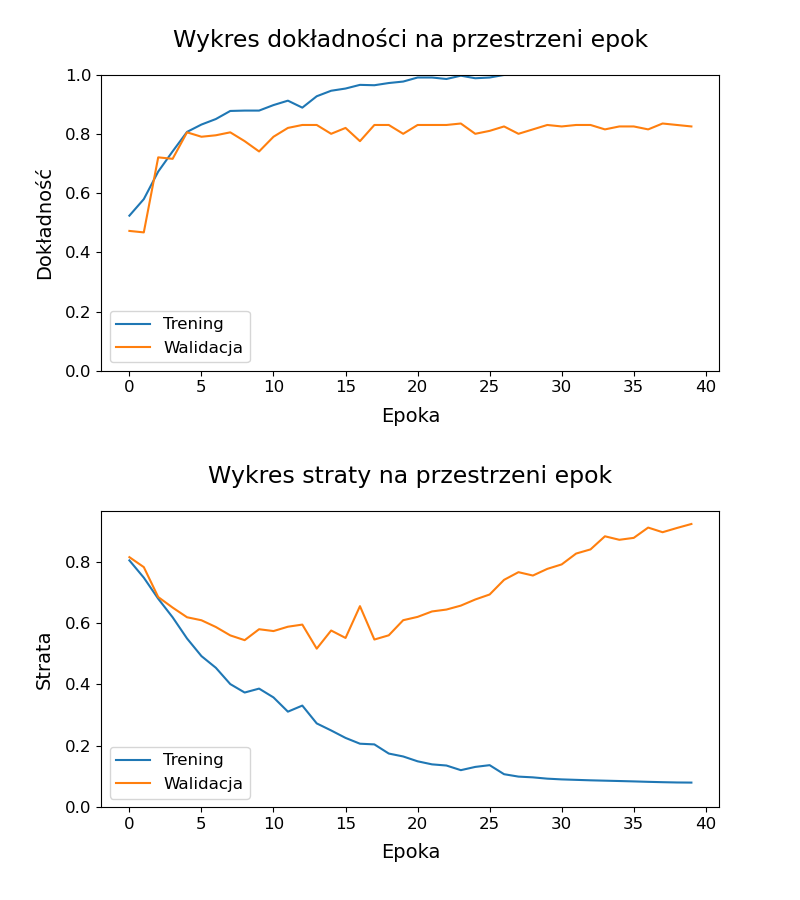 Wykres dokładności na przestrzeni epok
1.0
0.8
0.6
0.4
0.2
0.0
Dokładność
Trening
Walidacja
0 5 10 15 20 25 30 35 40
Epoka
Wykres straty na przestrzeni epok
0.8
0.6
0.4
0.2
0.0
Strata
Trening
Walidacja
0 5 10 15 20 25 30 35 40
Epoka